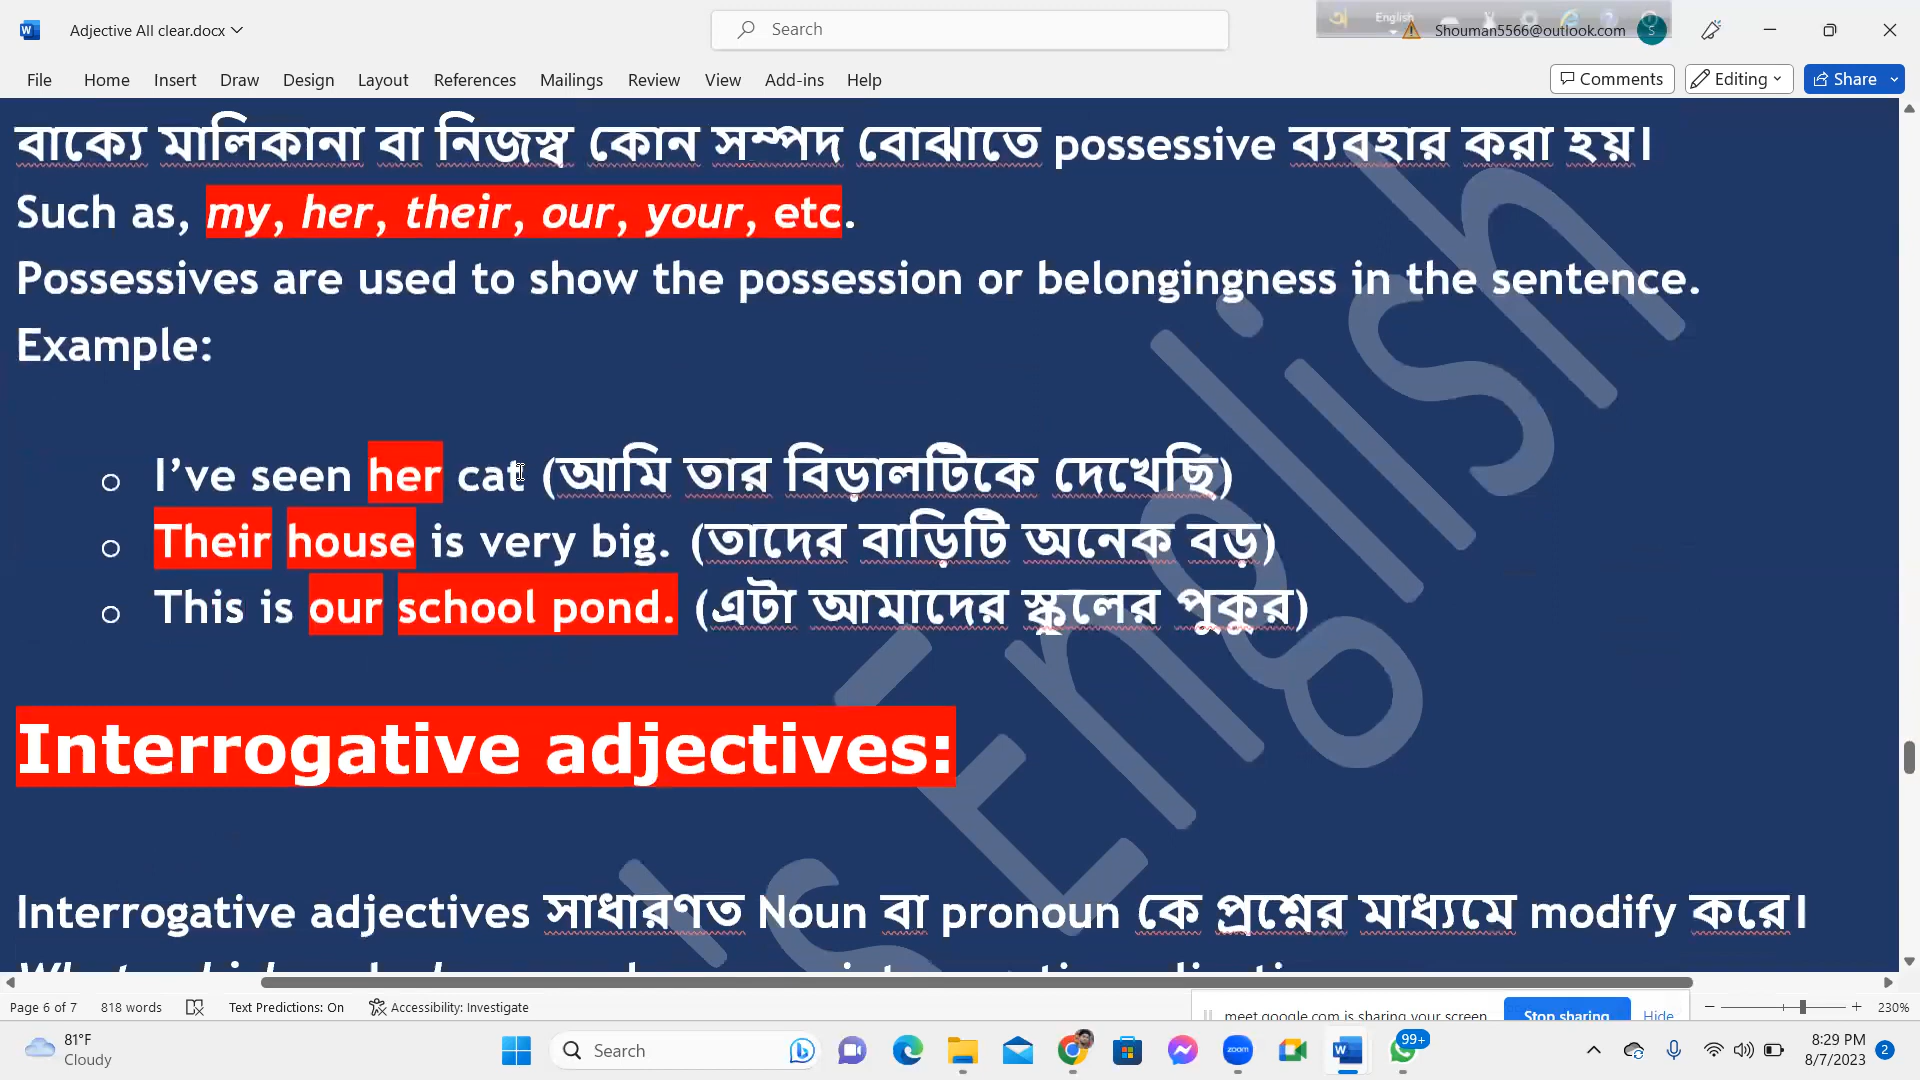 Adjective All clear.docx
Search
English
Shouman5566@outlook.com
S
File Home Insert Draw Design Layout References Mailings Review View Add-ins Help
Comments Editing Share
বাক্যে মালিকানা বা নিজস্ব কোন সম্পদ বোঝাতে possessive ব্যবহার করা হয়।
Such as, my, her, their, our, your, etc.
Possessives are used to show the possession or belongingness in the sentence.
Example:
I’ve seen her cat (আমি তার বিড়ালটিকে দেখেছি)
Their house is very big. (তাদের বাড়িটি অনেক বড়)
This is our school pond. (এটা আমাদের স্কুলের পুকুর)
Interrogative adjectives:
Interrogative adjectives সাধারণত Noun বা pronoun কে প্রশ্নের মাধ্যমে modify করে।
is English
Page 6 of 7 818 words Text Predictions: On Accessibility: Investigate
meet.google.com is sharing your screen. Stop sharing Hide
230%
81°F
Cloudy
Search
zoom
99+
8:29 PM
8/7/2023
2